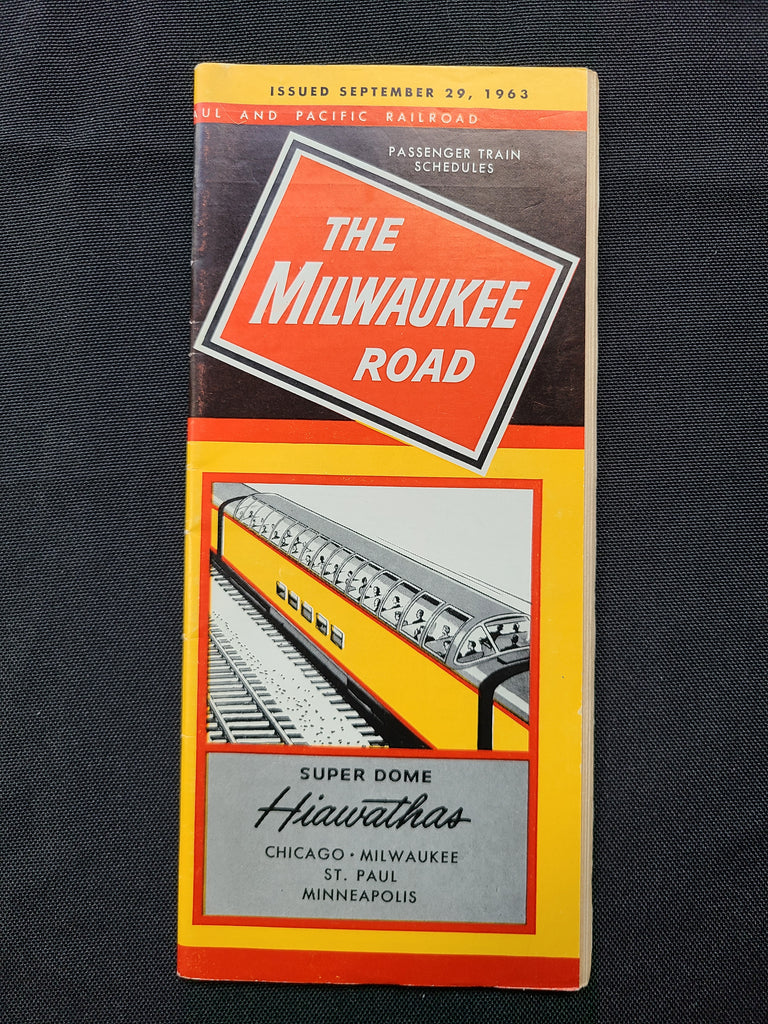 ISSUED SEPTEMBER 29, 1963
AUL AND PACIFIC RAILROAD
PASSENGER TRAIN
SCHEDULES
THE
MILWAUKEE
ROAD
SUPER DOME
Hiawathas
CHICAGO • MILWAUKEE
ST. PAUL
MINNEAPOLIS